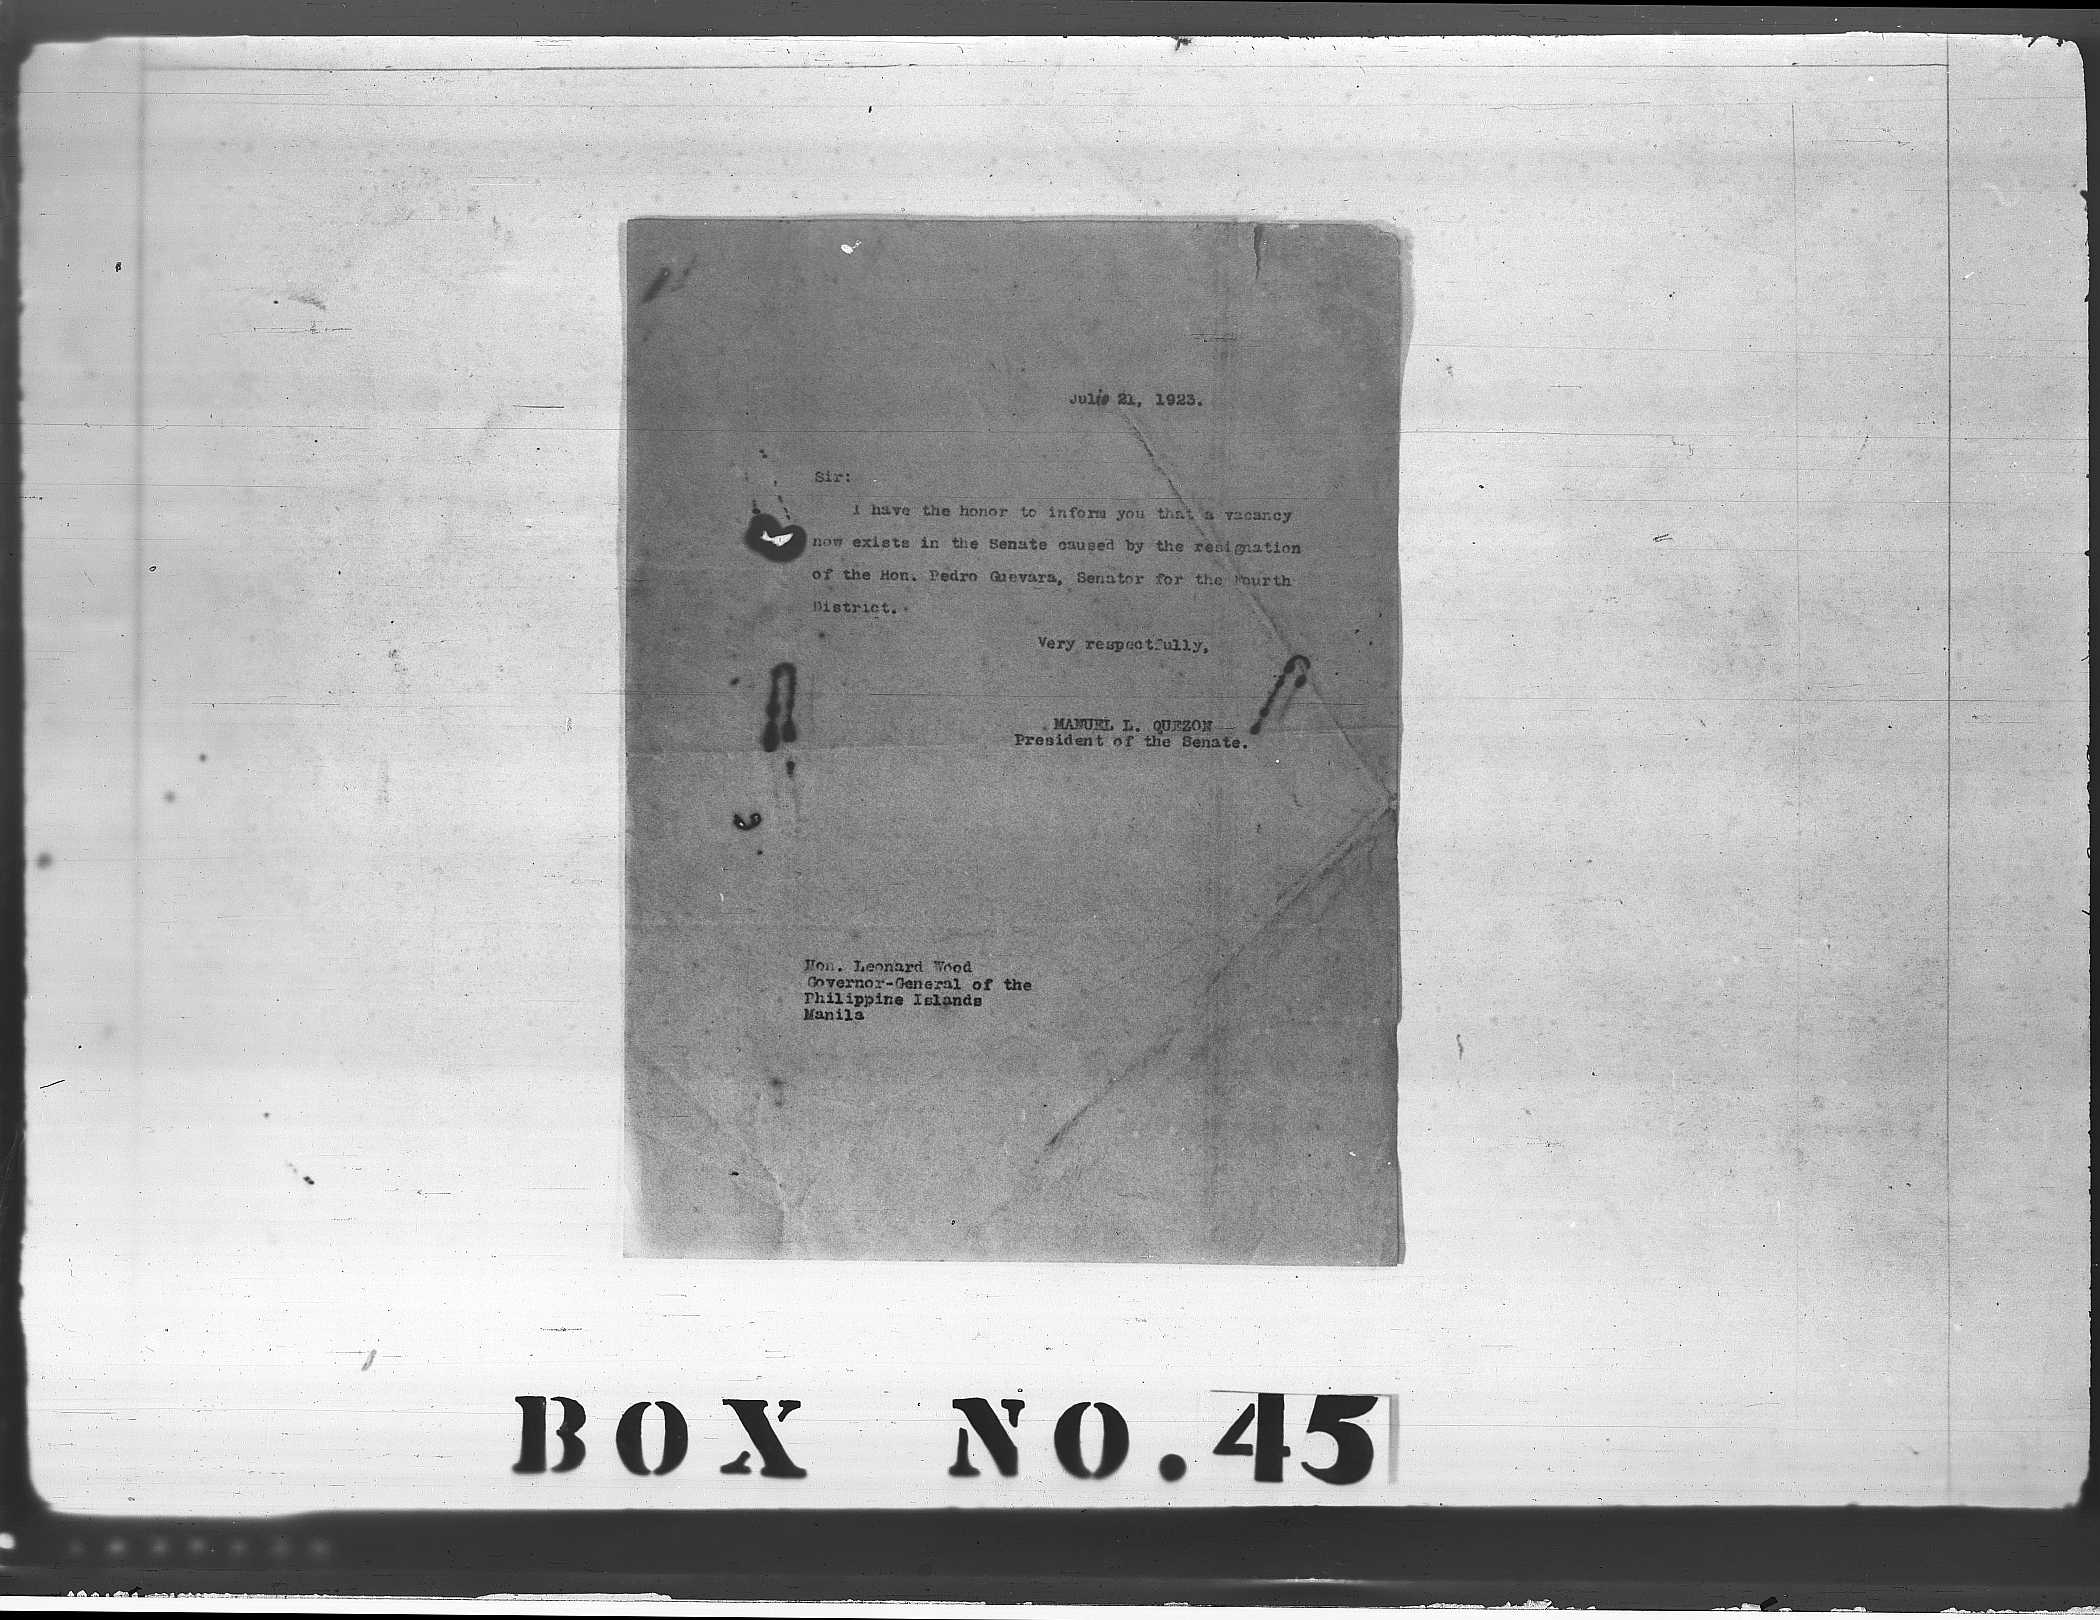 Julio 21, 1923.
Sir:
I have the honor to inform you that a vacancy
now exists in the Senate caused by the resignation
of the Hon. Pedro Guevara, Senator for the Fourth
District.
Very respectfully,
MANUEL L. QUEZON
President of the Senate.
Hon. Leonard Wood
Governor-General of the
Philippine Islands
Manila
BOX NO. 45